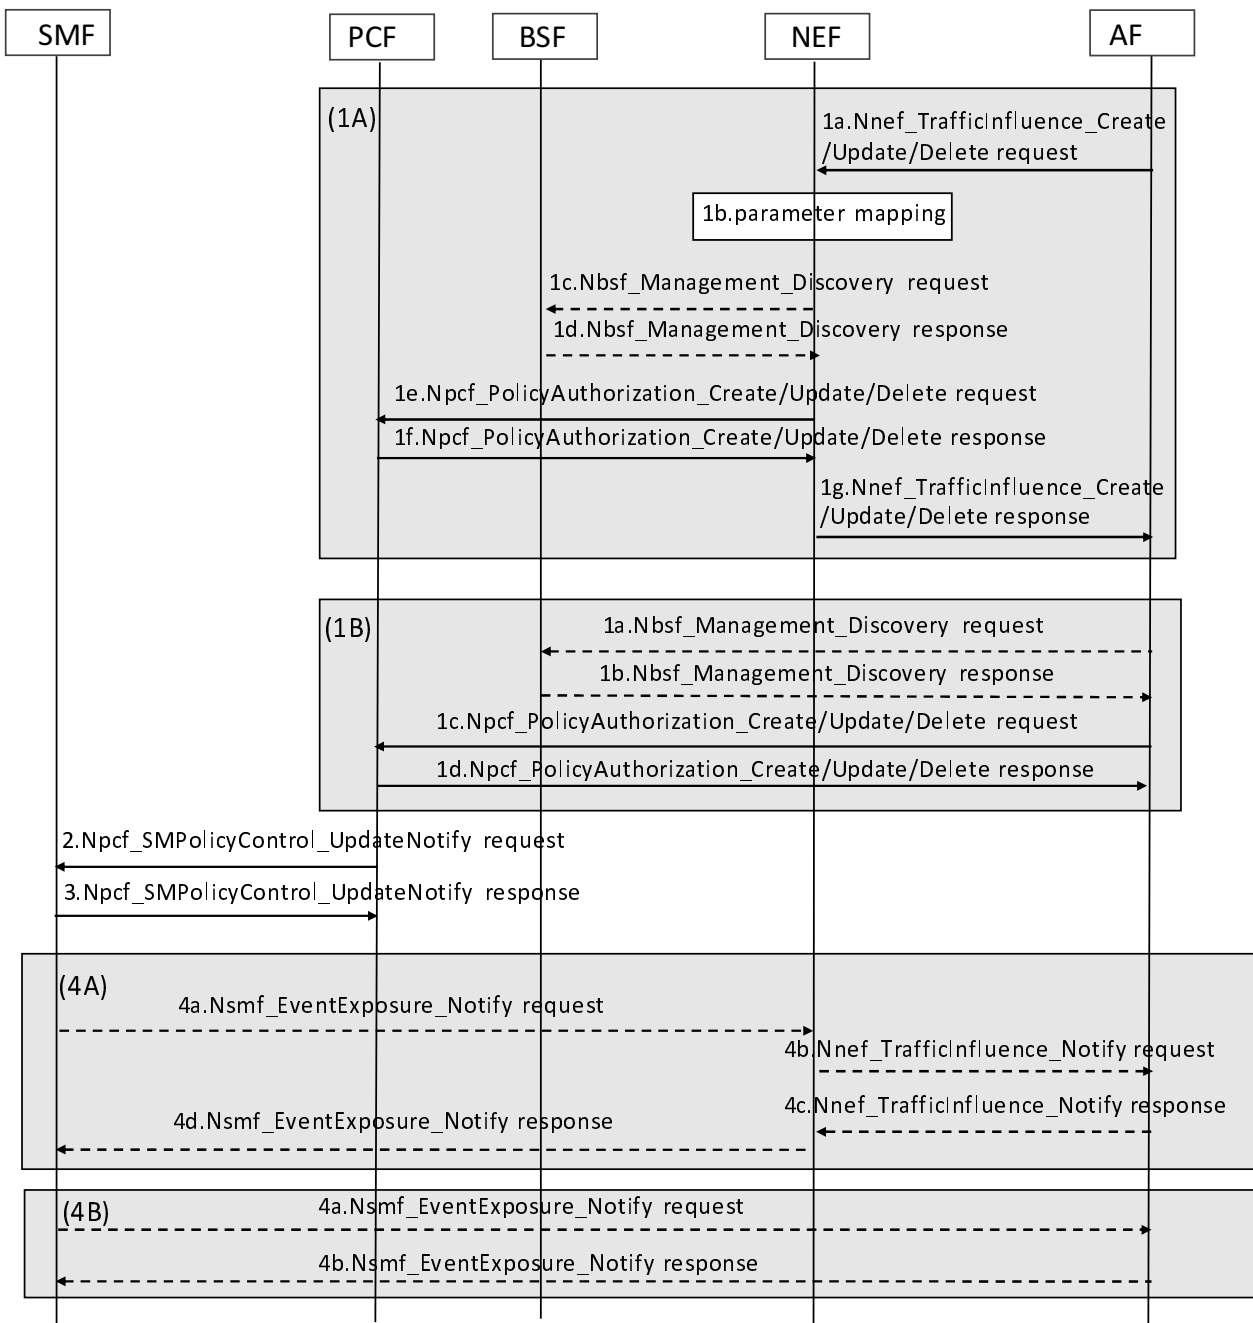 SMF
PCF
BSF
NEF
AF
(1A)
1a.Nnef_TrafficInfluence_Create
/Update/Delete request
1b.parameter mapping
1c.Nbsf_Management_Discovery request
1d.Nbsf_Management_Discovery response
1e.Npcf_PolicyAuthorization_Create/Update/Delete request
1f.Npcf_PolicyAuthorization_Create/Update/Delete response
1g.Nnef_TrafficInfluence_Create
/Update/Delete response
(1B)
1a.Nbsf_Management_Discovery request
1b.Nbsf_Management_Discovery response
1c.Npcf_PolicyAuthorization_Create/Update/Delete request
1d.Npcf_PolicyAuthorization_Create/Update/Delete response
2.Npcf_SMPolicyControl_UpdateNotify request
3.Npcf_SMPolicyControl_UpdateNotify response
(4A)
4a.Nsmf_EventExposure_Notify request
4b.Nnef_TrafficInfluence_Notify request
4c.Nnef_TrafficInfluence_Notify response
4d.Nsmf_EventExposure_Notify response
(4B)
4a.Nsmf_EventExposure_Notify request
4b.Nsmf_EventExposure_Notify response